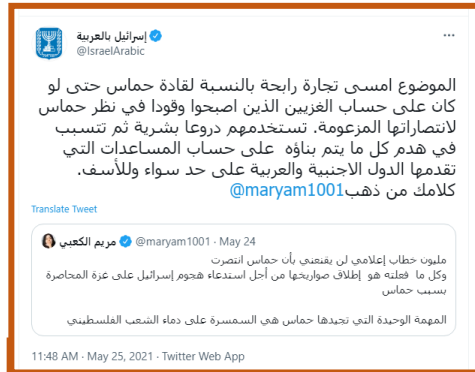 إسرائيل بالعربية
@IsraelArabic
الموضوع امسى تجارة رابحة بالنسبة لقادة حماس حتى لو
كان على حساب الغزيين الذين اصبحوا وقودا في نظر حماس
لانتصاراتها المزعومة. تستخدمهم دروعا بشرية ثم تتسبب
في هدم كل ما يتم بناؤه على حساب المساعدات التي
تقدمها الدول الاجنبية والعربية على حد سواء وللأسف.
كلامك من ذهب@maryam1001
Translate Tweet
مريم الكعبي @maryam1001 · May 24
مليون خطاب إعلامي لن يقنعني بأن حماس انتصرت
وكل ما فعلته هو إطلاق صواريخها من أجل استدعاء هجوم إسرائيل على غزة المحاصرة
بسبب حماس
المهمة الوحيدة التي تجيدها حماس هي السمسرة على دماء الشعب الفلسطيني
11:48 AM · May 25, 2021 · Twitter Web App